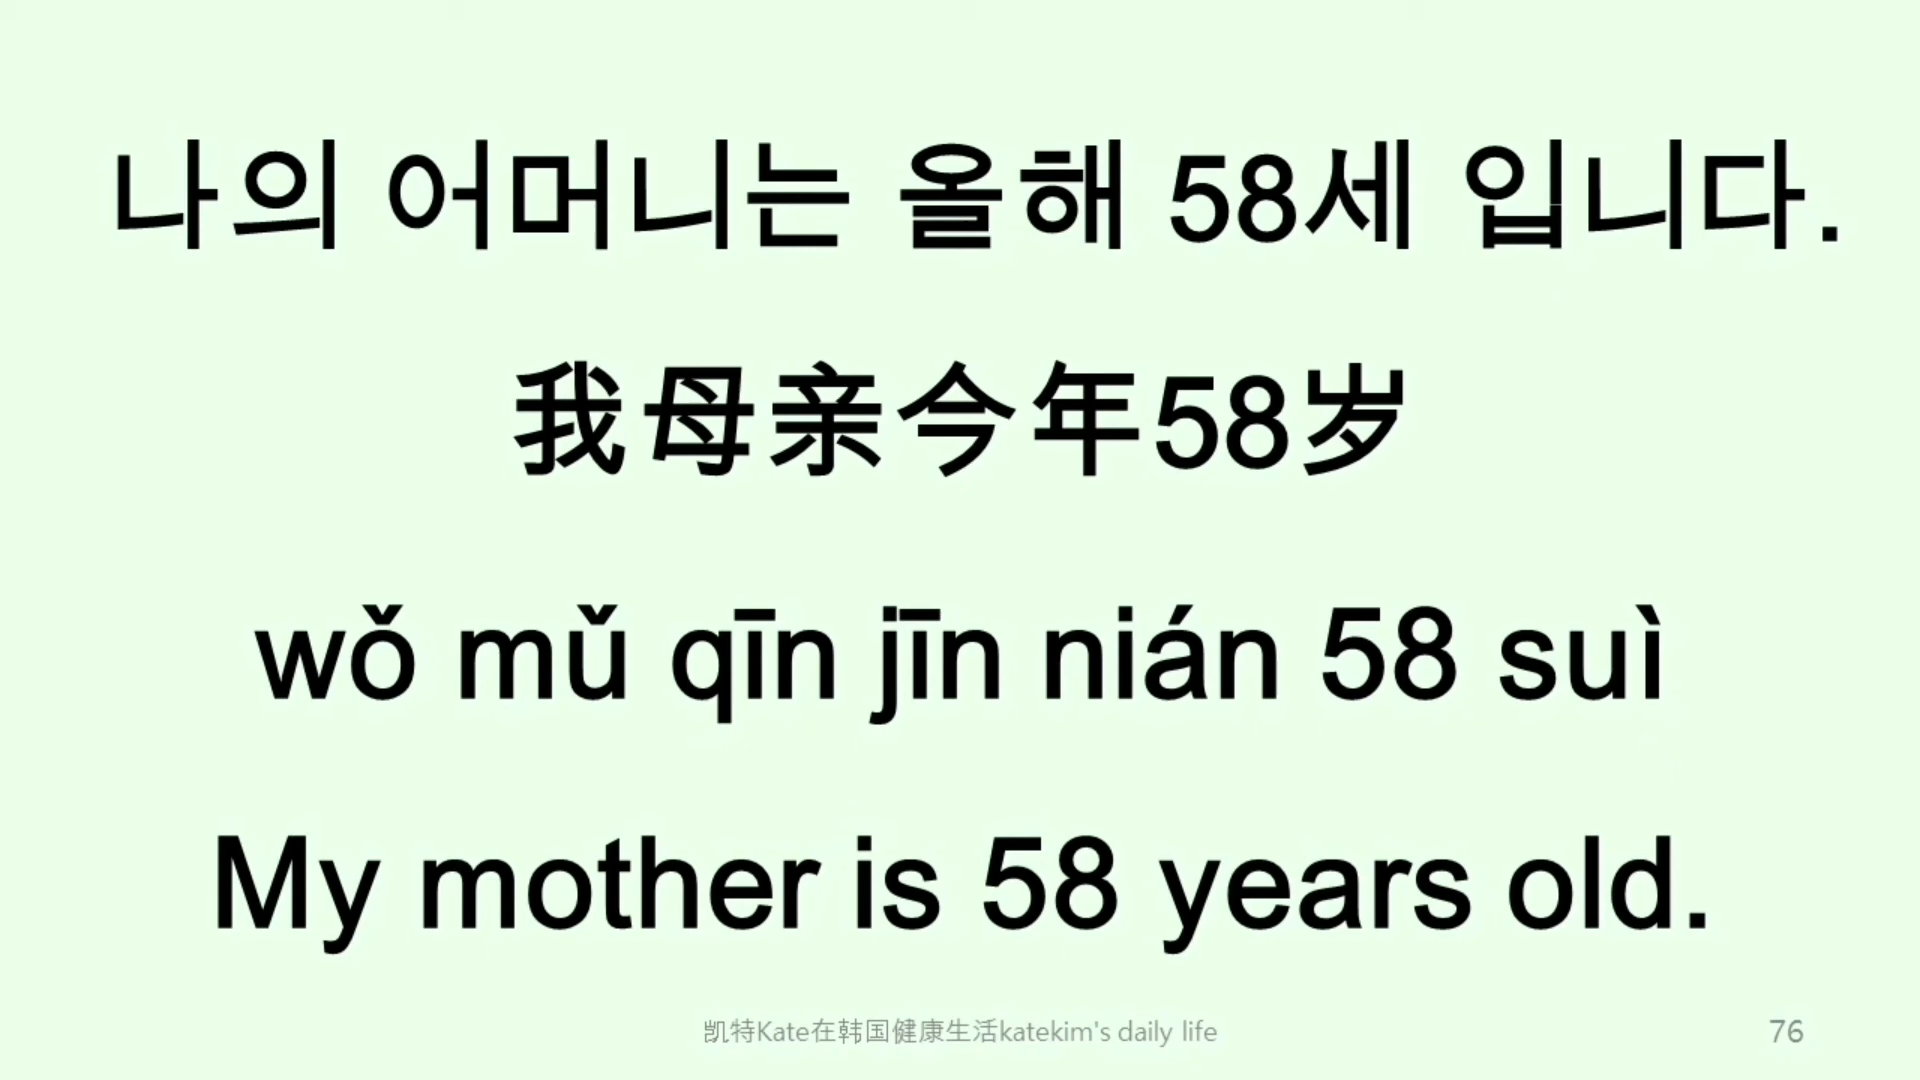 나의 어머니는 올해 58세 입니다.
我母亲今年58岁
wǒ mǔ qīn jīn nián 58 suì
My mother is 58 years old.
凯特Kate在韩国健康生活katekim's daily life
76